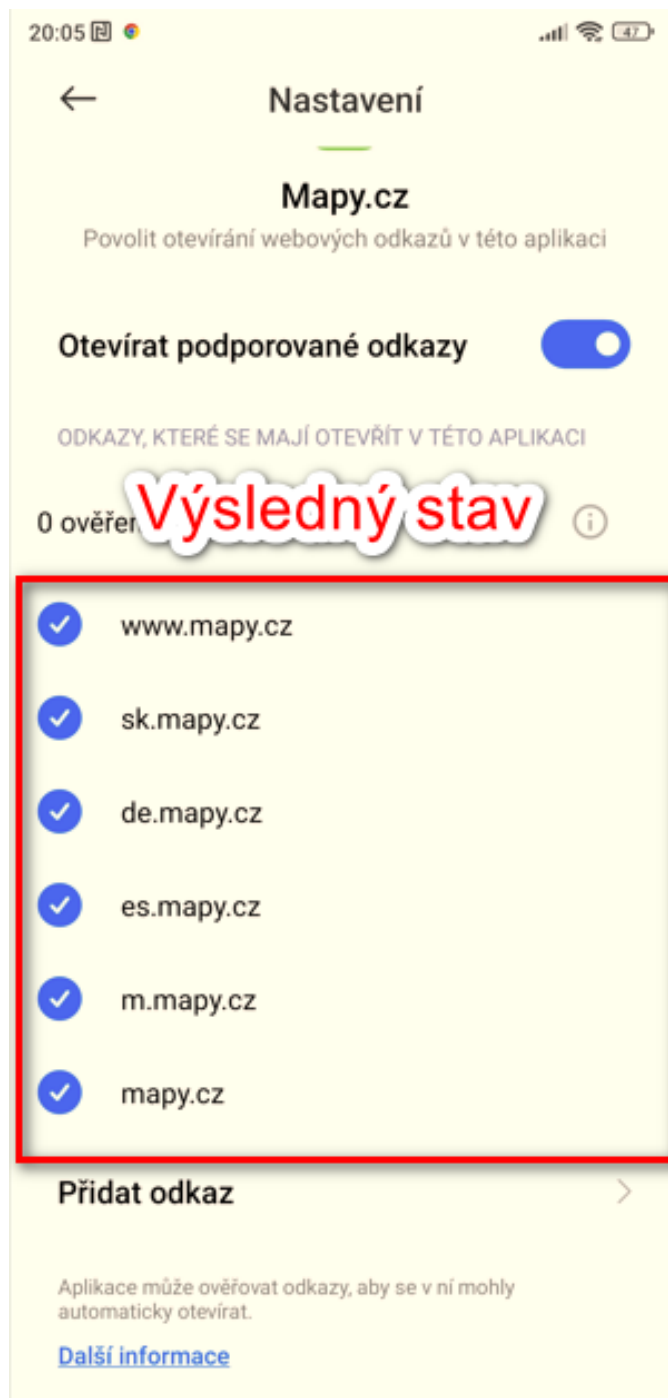 20:05
47
Nastavení
Mapy.cz
Povolit otevírání webových odkazů v této aplikaci
Otevírat podporované odkazy
ODKAZY, KTERÉ SE MAJÍ OTEVŘÍT V TÉTO APLIKACI
0
Výsledný stav
www.mapy.cz
sk.mapy.cz
de.mapy.cz
es.mapy.cz
m.mapy.cz
mapy.cz
Přidat odkaz
Aplikace může ověřovat odkazy, aby se v ní mohly
automaticky otevírat.
Další informace